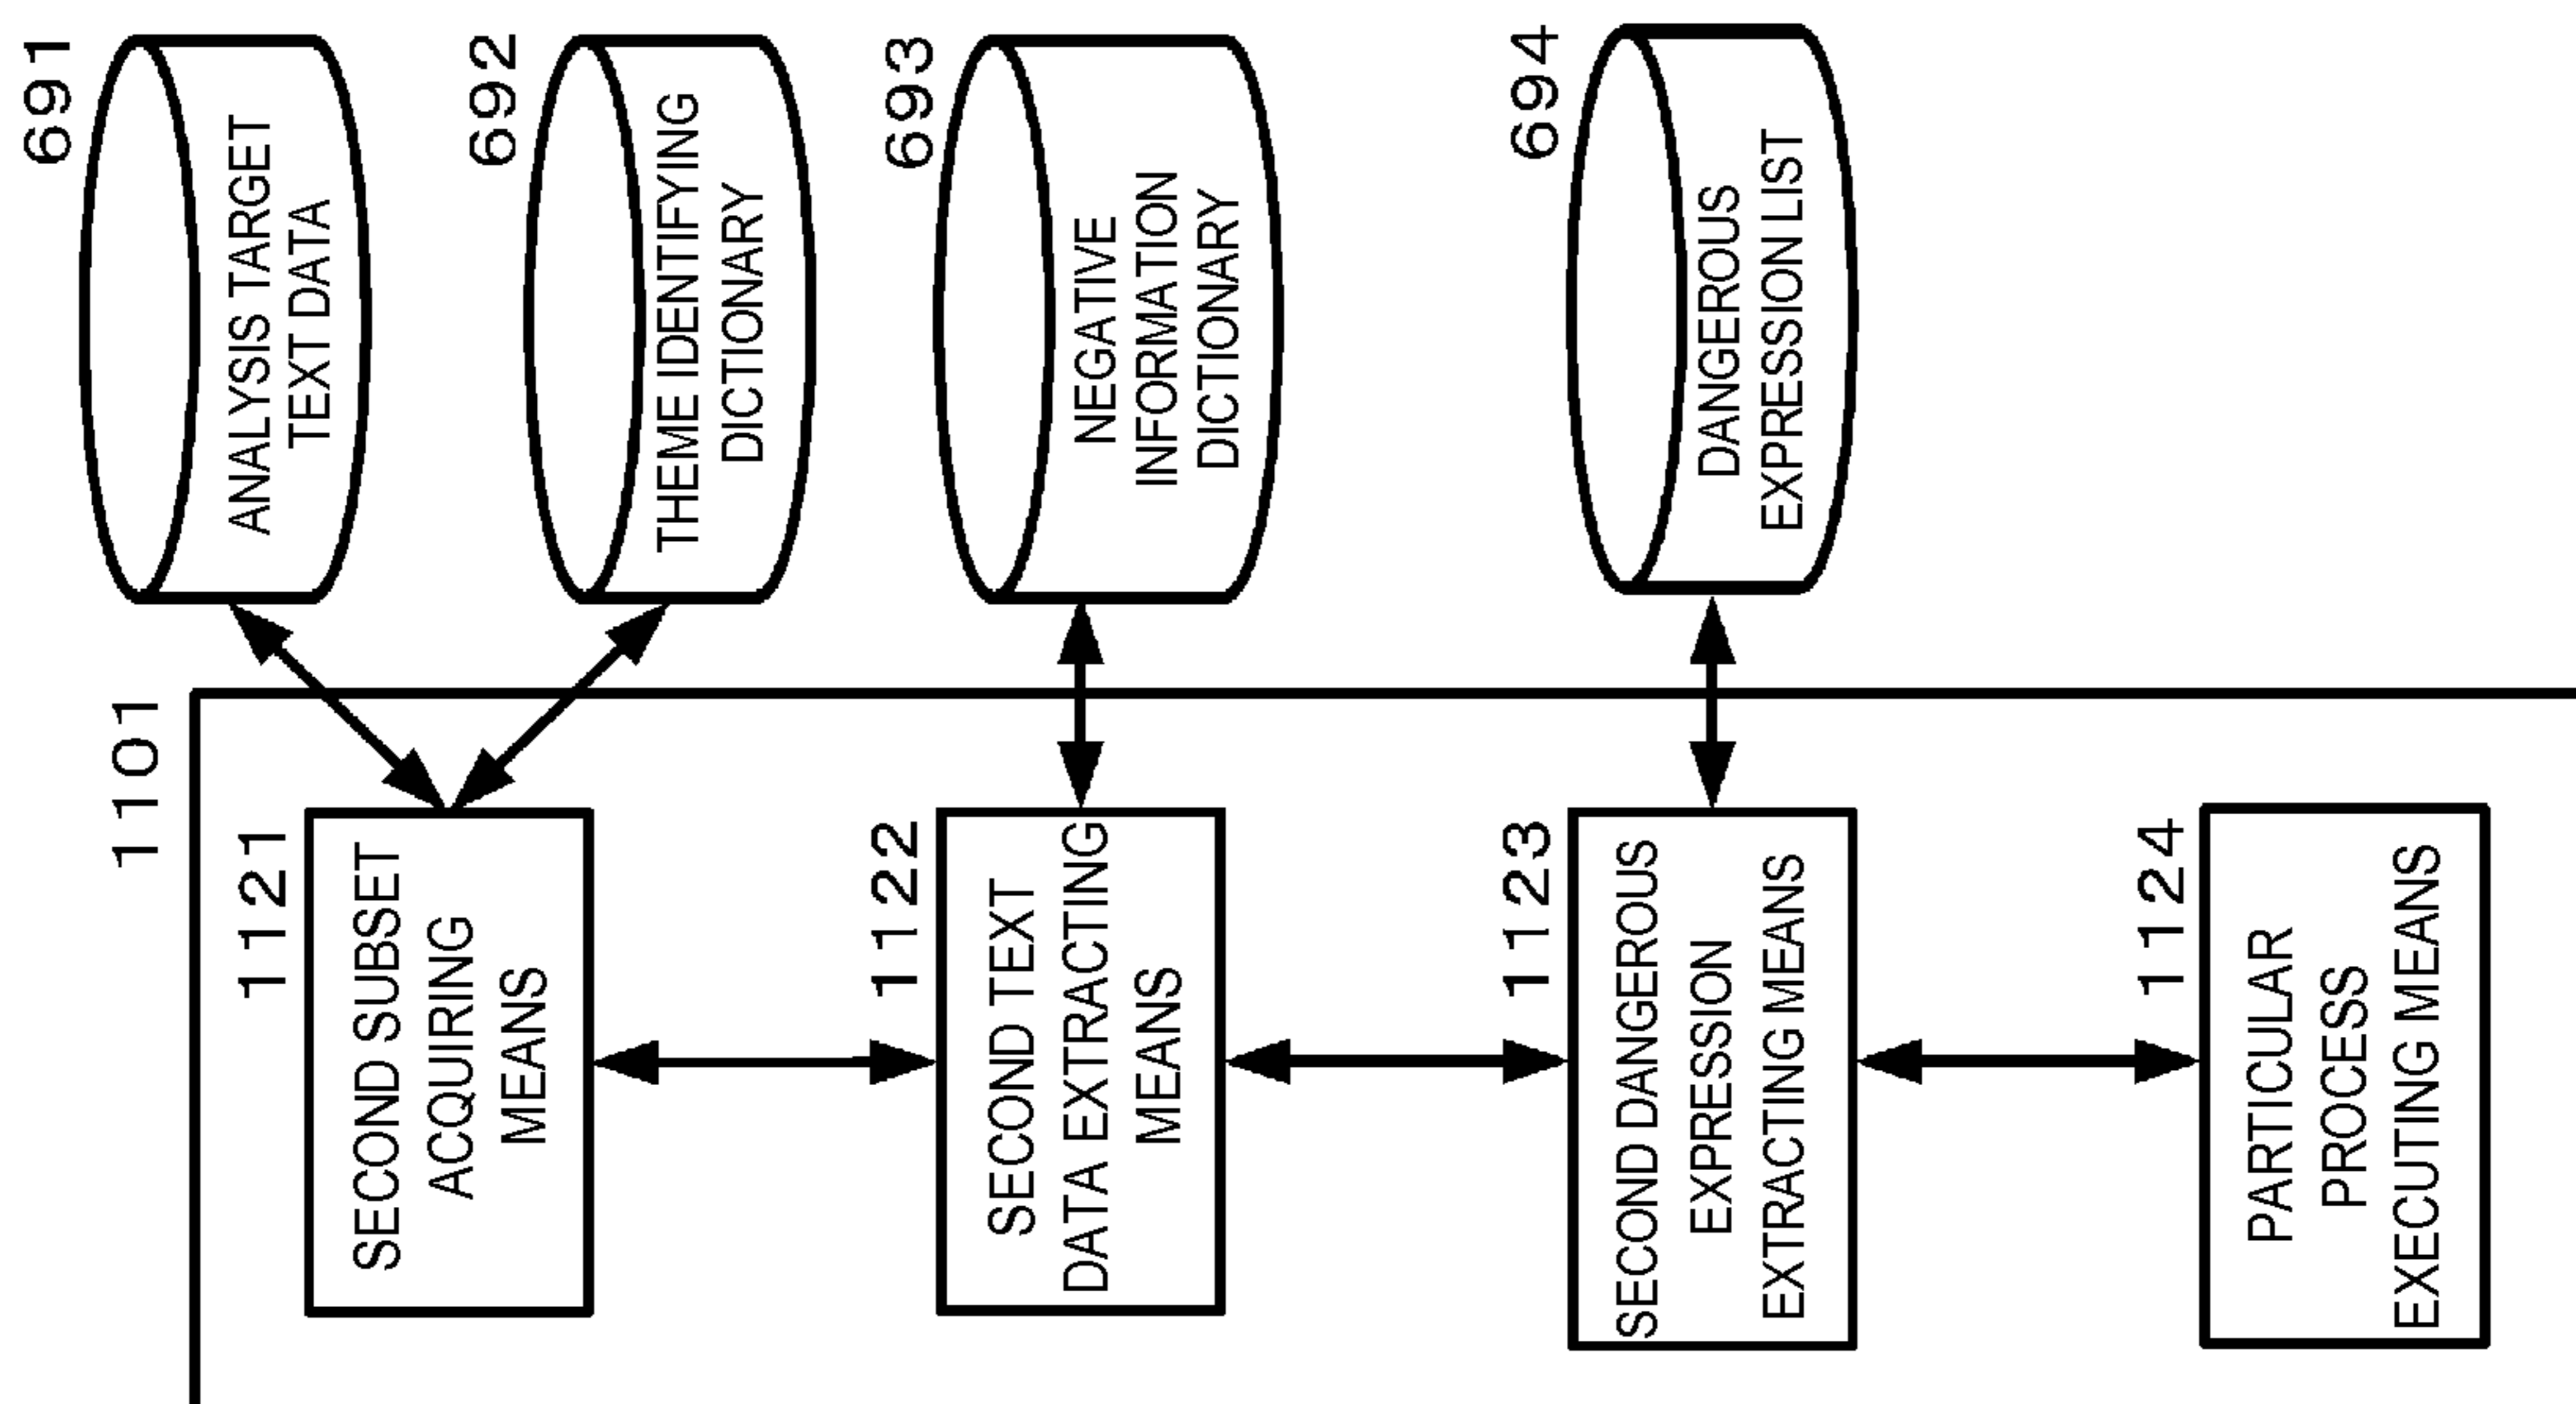 691
ANALYSIS TARGET
TEXT DATA
692
THEME IDENTIFYING
DICTIONARY
693
NEGATIVE
INFORMATION
DICTIONARY
694
DANGEROUS
EXPRESSION LIST
1101
1121
SECOND SUBSET
ACQUIRING
MEANS
1122
SECOND TEXT
DATA EXTRACTING
MEANS
1123
SECOND DANGEROUS
EXPRESSION
EXTRACTING MEANS
1124
PARTICULAR
PROCESS
EXECUTING MEANS